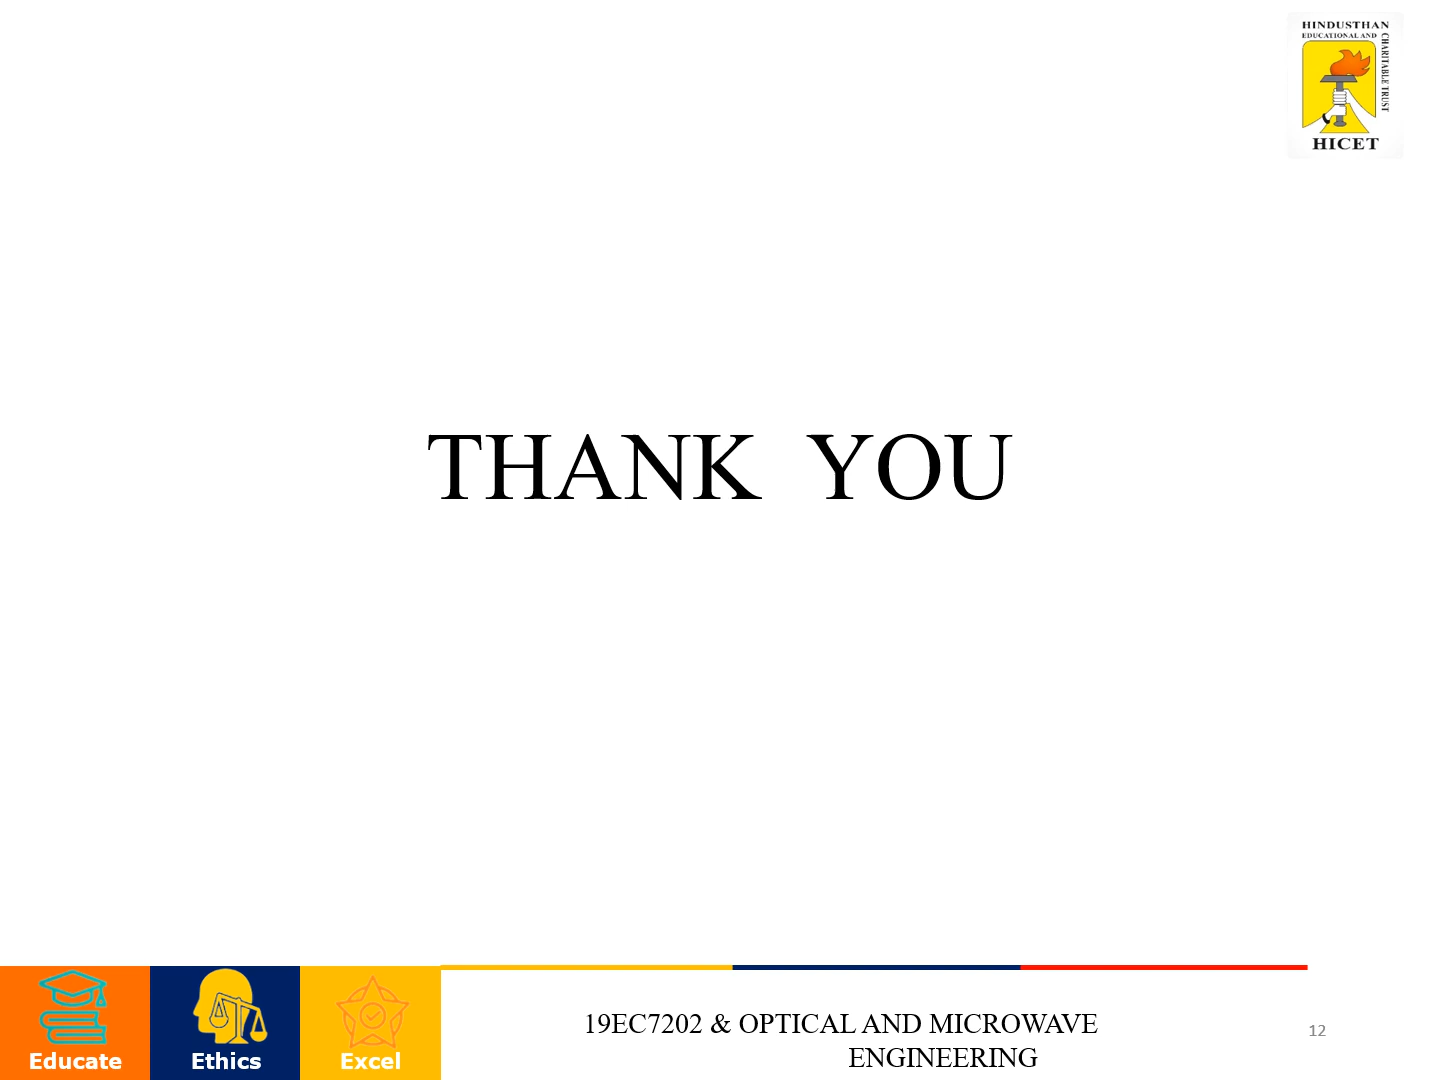 HINDUSTHAN
EDUCATIONAL AND
CHARITABLE TRUST
HICET
THANK YOU
Educate
Ethics
Excel
19EC7202 & OPTICAL AND MICROWAVE
ENGINEERING
12